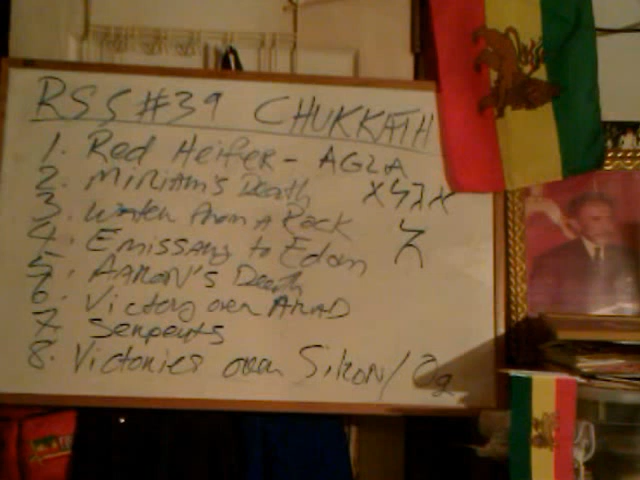 RSS #39 CHUKKATH
1. Red Heifer - AGLA
2. Miriam's Death
3. Water from A Rock
4. Emissary to Edom
5. AARON'S Death
6. Victory over ARAD
7. Serpents
8. Victories over Sihon/Og